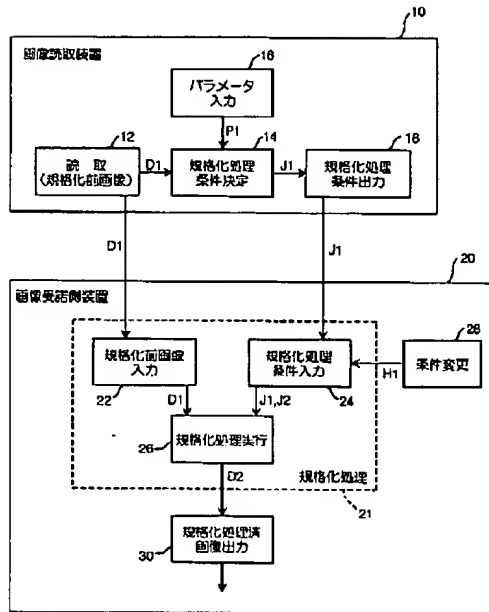 10
画像読取装置
16
パラメータ
入力
12
P1
14
18
読 取
(規格化前画像)
D1
規格化処理
条件決定
J1
規格化処理
条件出力
D1
J1
20
画像受諾側装置
28
規格化前画像
入力
規格化処理
条件入力
条件変更
H1
22
D1
J1,J2
24
26
規格化処理実行
D2
規格化処理
21
規格化処理済
画像出力
30